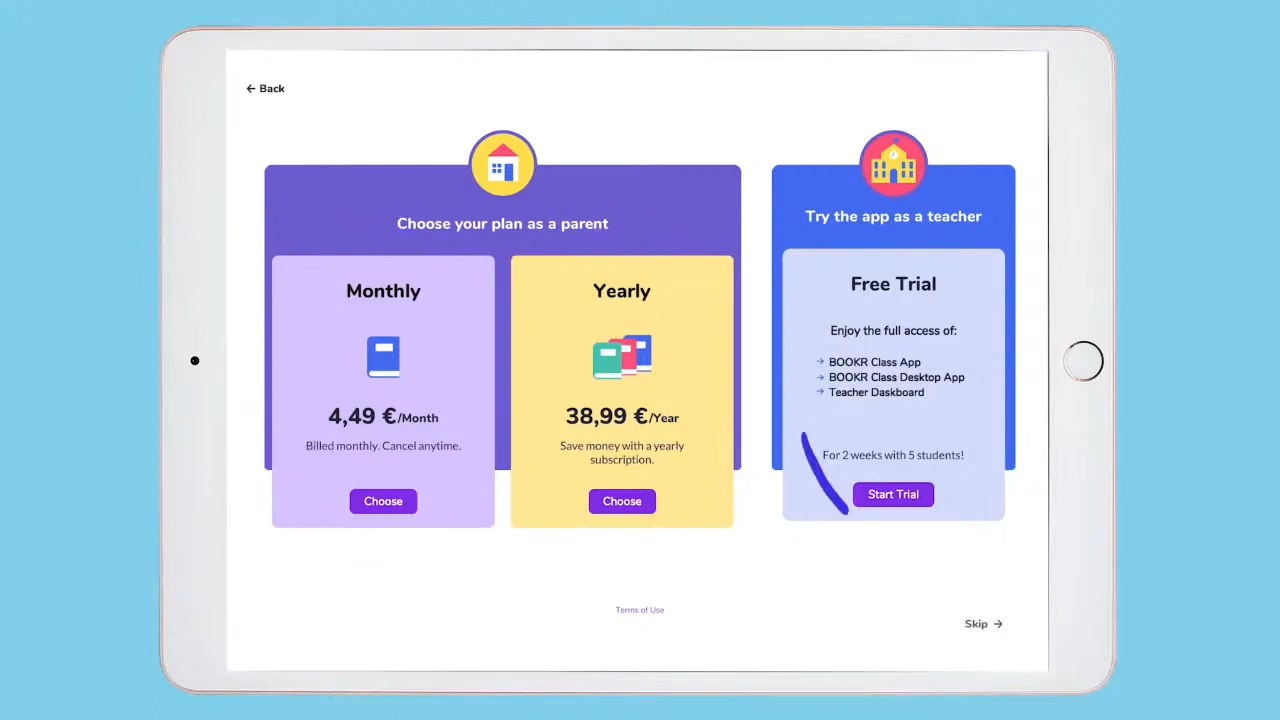 ← Back
Choose your plan as a parent
Monthly
4,49 €/Month
Billed monthly. Cancel anytime.
Choose
Yearly
38,99 €/Year
Save money with a yearly
subscription.
Choose
Try the app as a teacher
Free Trial
Enjoy the full access of:
→ BOOKR Class App
→ BOOKR Class Desktop App
→ Teacher Daskboard
For 2 weeks with 5 students!
Start Trial
Terms of Use
Skip →